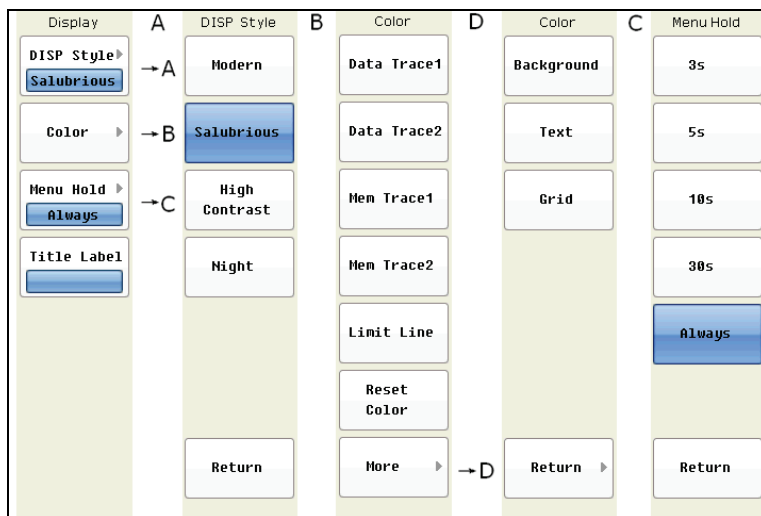 Display
DISP Style
Salubrious
→A
Color
→B
Menu Hold
Always
→C
Title Label
A
DISP Style
Modern
Salubrious
High
Contrast
Night
Return
B
Color
Data Trace1
Data Trace2
Mem Trace1
Mem Trace2
Limit Line
Reset
Color
More
→D
D
Color
Background
Text
Grid
Return
C
Menu Hold
3s
5s
10s
30s
Always
Return